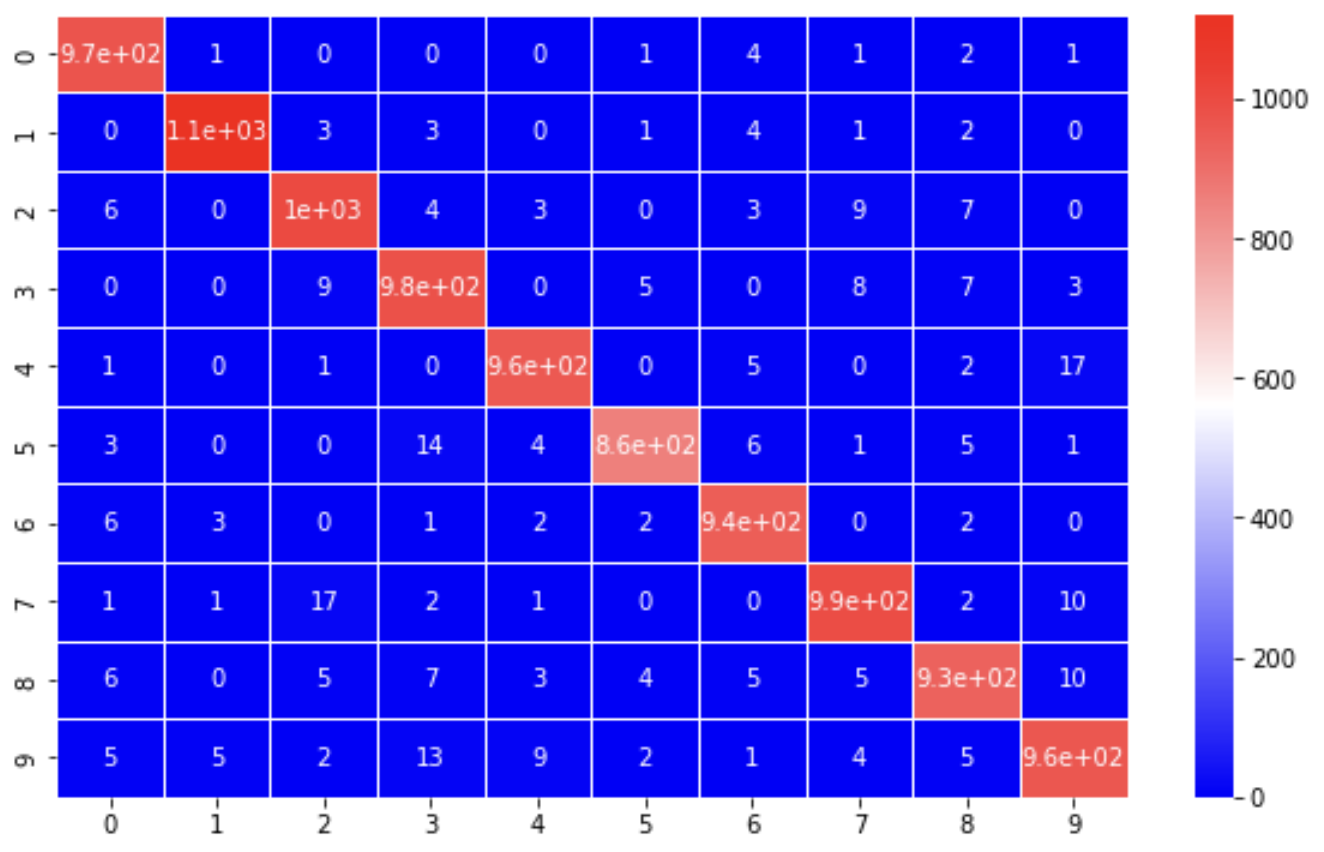 0 9.7e+02 1 0 0 0 1 4 1 2 1
1 0 1.1e+03 3 3 0 1 4 1 2 0
2 6 0 1e+03 4 3 0 3 9 7 0
3 0 0 9 9.8e+02 0 5 0 8 7 3
4 1 0 1 0 9.6e+02 0 5 0 2 17
5 3 0 0 14 4 8.6e+02 6 1 5 1
6 6 3 0 1 2 2 9.4e+02 0 2 0
7 1 1 17 2 1 0 0 9.9e+02 2 10
8 6 0 5 7 3 4 5 5 9.3e+02 10
9 5 5 2 13 9 2 1 4 5 9.6e+02
0 1 2 3 4 5 6 7 8 9
1000
800
600
400
200
0